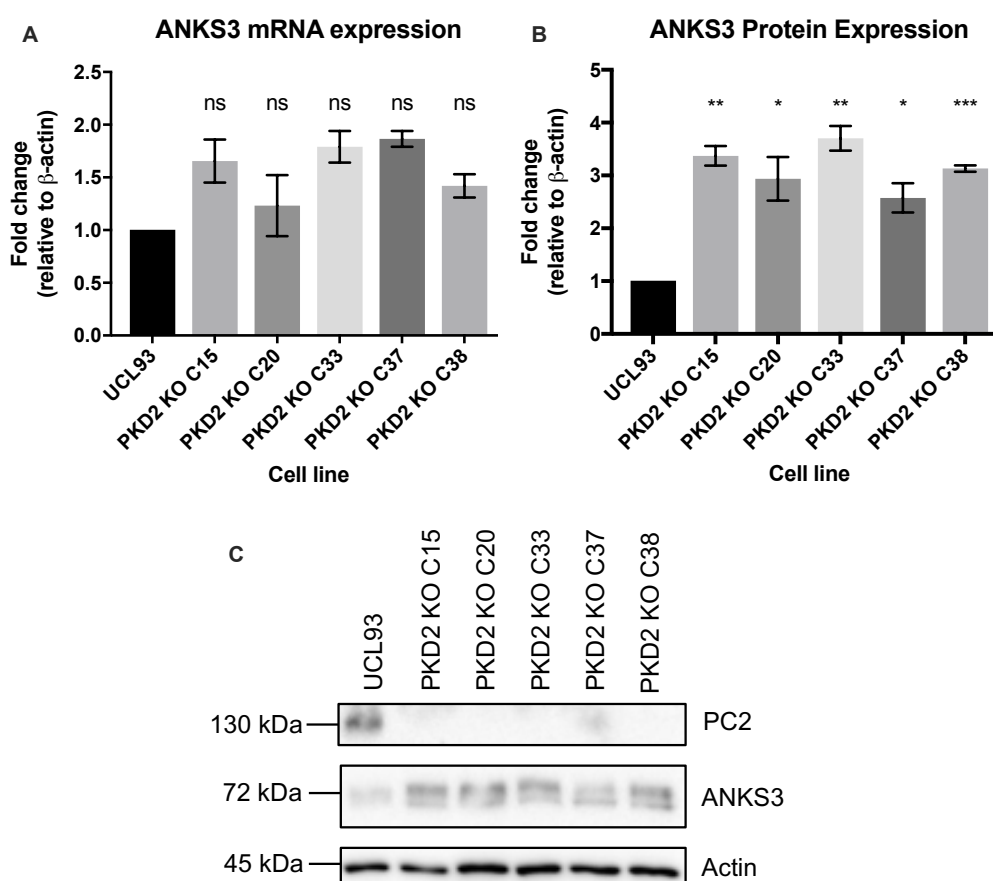 A
ANKS3 mRNA expression
Fold change
(relative to β-actin)
2.5
2.0
1.5
1.0
0.5
0.0
ns
ns
ns
ns
ns
UCL93
PKD2 KO C15
PKD2 KO C20
PKD2 KO C33
PKD2 KO C37
PKD2 KO C38
Cell line
B
ANKS3 Protein Expression
Fold change
(relative to β-actin)
5
4
3
2
1
0
**
*
**
*
***
UCL93
PKD2 KO C15
PKD2 KO C20
PKD2 KO C33
PKD2 KO C37
PKD2 KO C38
Cell line
C
UCL93
PKD2 KO C15
PKD2 KO C20
PKD2 KO C33
PKD2 KO C37
PKD2 KO C38
130 kDa
PC2
72 kDa
ANKS3
45 kDa
Actin